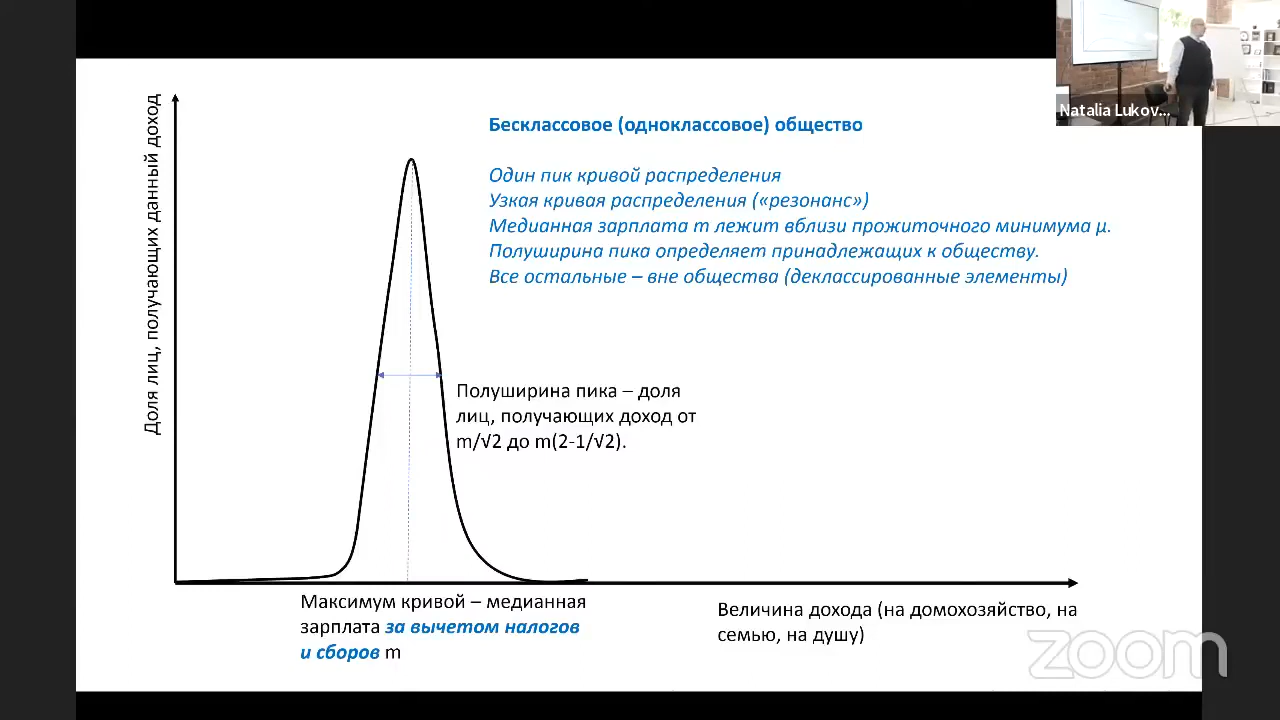 Natalia Lukov...
Доля лиц, получающих данный доход
Бесклассовое (одноклассовое) общество
Один пик кривой распределения
Узкая кривая распределения («резонанс»)
Медианная зарплата m лежит вблизи прожиточного минимума μ.
Полуширина пика определяет принадлежащих к обществу.
Все остальные – вне общества (деклассированные элементы)
Полуширина пика – доля
лиц, получающих доход от
m/√2 до m(2-1/√2).
Максимум кривой – медианная
зарплата за вычетом налогов
и сборов m
Величина дохода (на домохозяйство, на
семью, на душу)
zoom